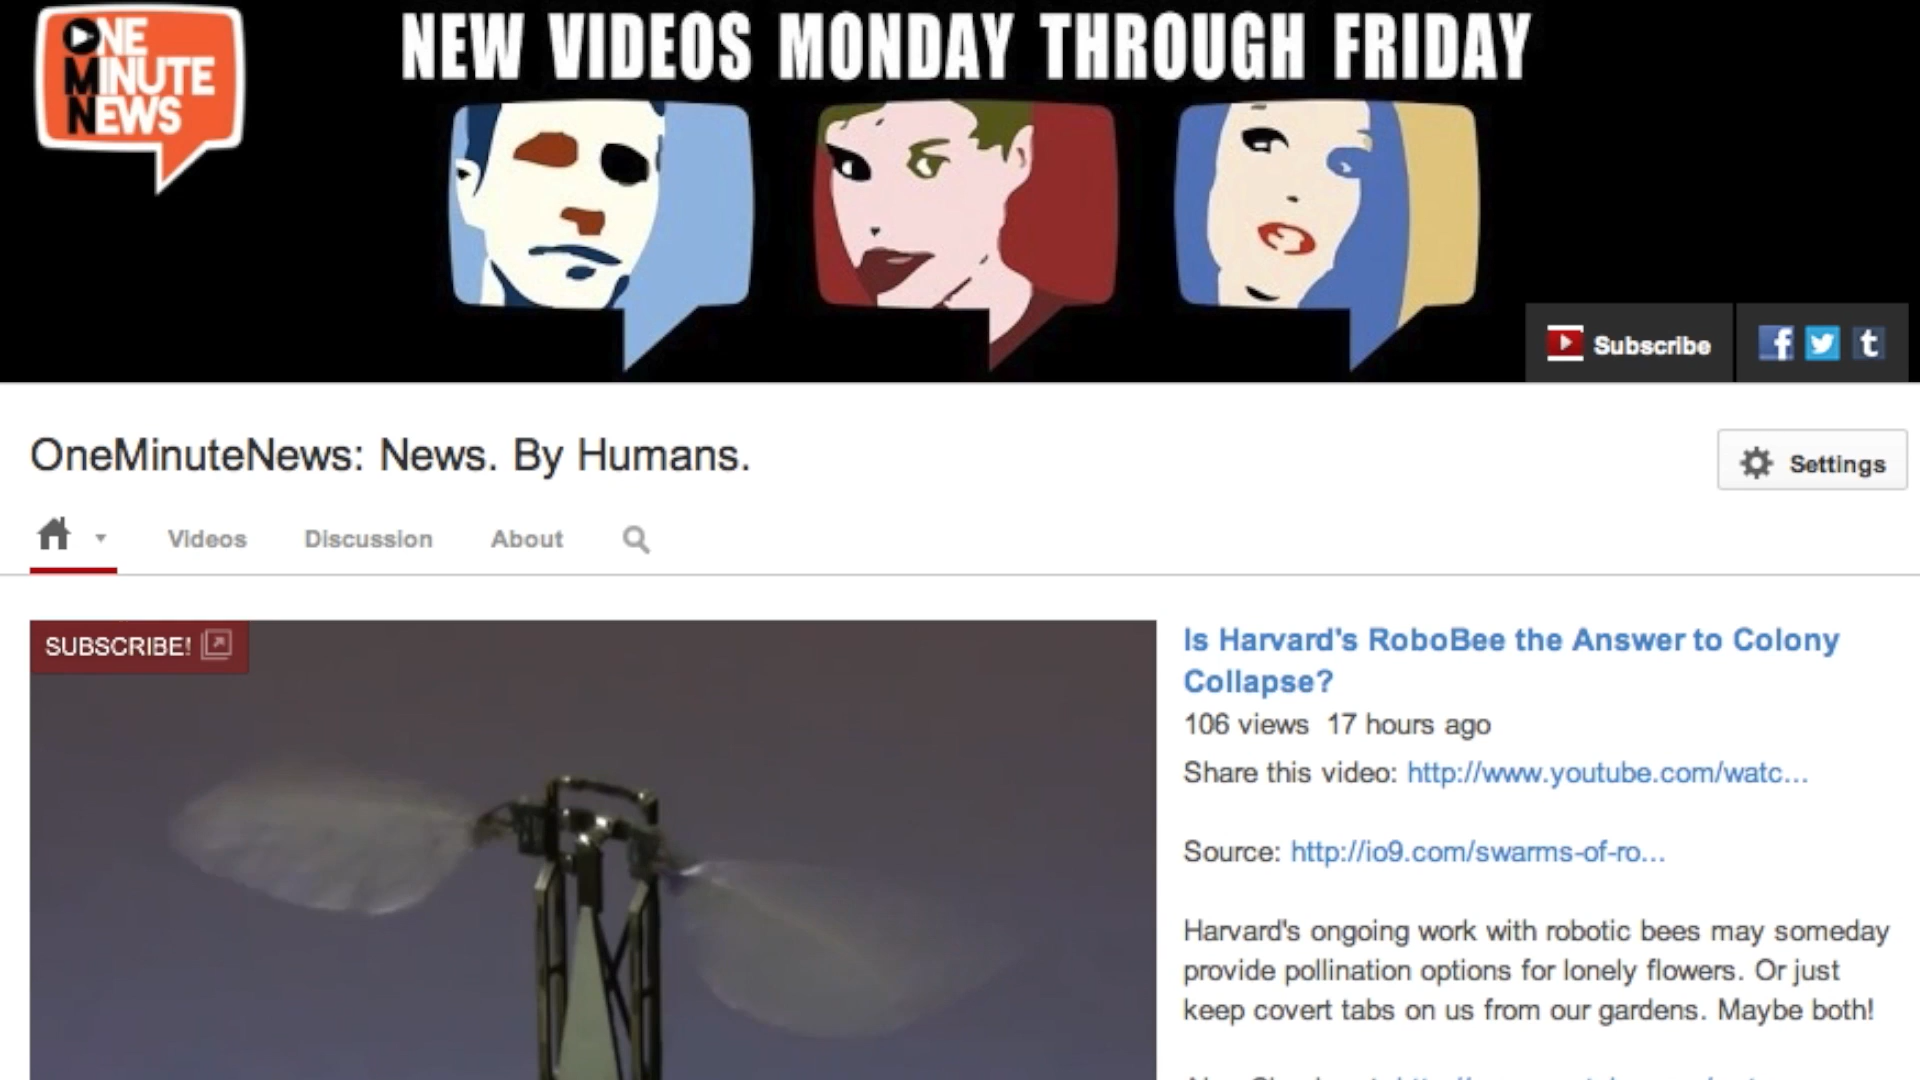 ONE
MINUTE
NEWS
NEW VIDEOS MONDAY THROUGH FRIDAY
Subscribe
f
t
OneMinuteNews: News. By Humans.
Settings
Videos Discussion About
SUBSCRIBE!
Is Harvard's RoboBee the Answer to Colony
Collapse?
106 views 17 hours ago
Share this video: http://www.youtube.com/watc...
Source: http://io9.com/swarms-of-ro...
Harvard's ongoing work with robotic bees may someday
provide pollination options for lonely flowers. Or just
keep covert tabs on us from our gardens. Maybe both!